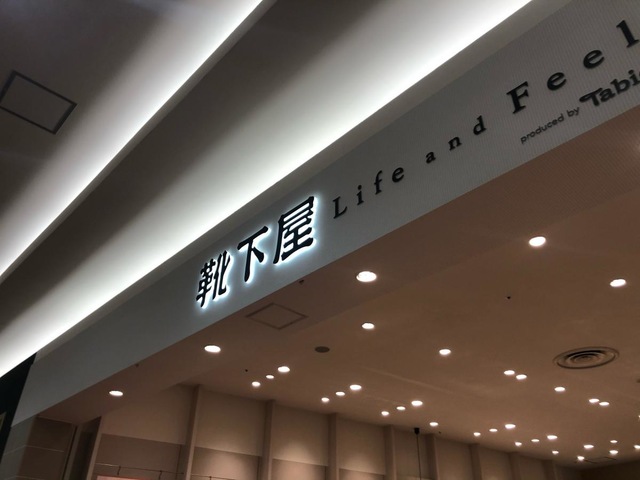 靴下屋 Life and Feel
produced by Tabi